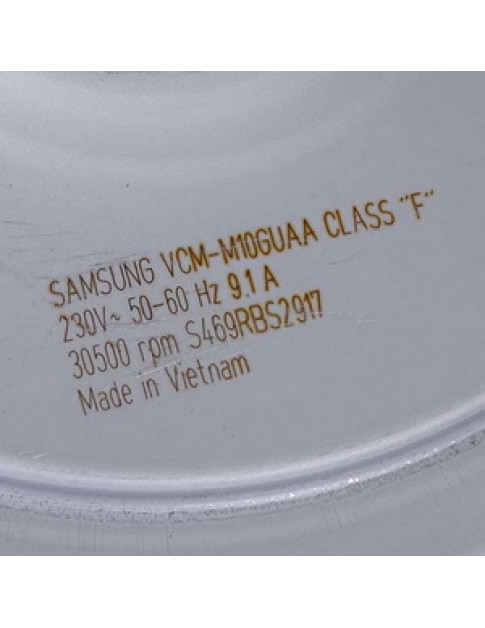 SAMSUNG VCM-M10GUAA CLASS "F"
230V~ 50-60 Hz 9.1 A
30500 rpm S469RBS2917
Made in Vietnam